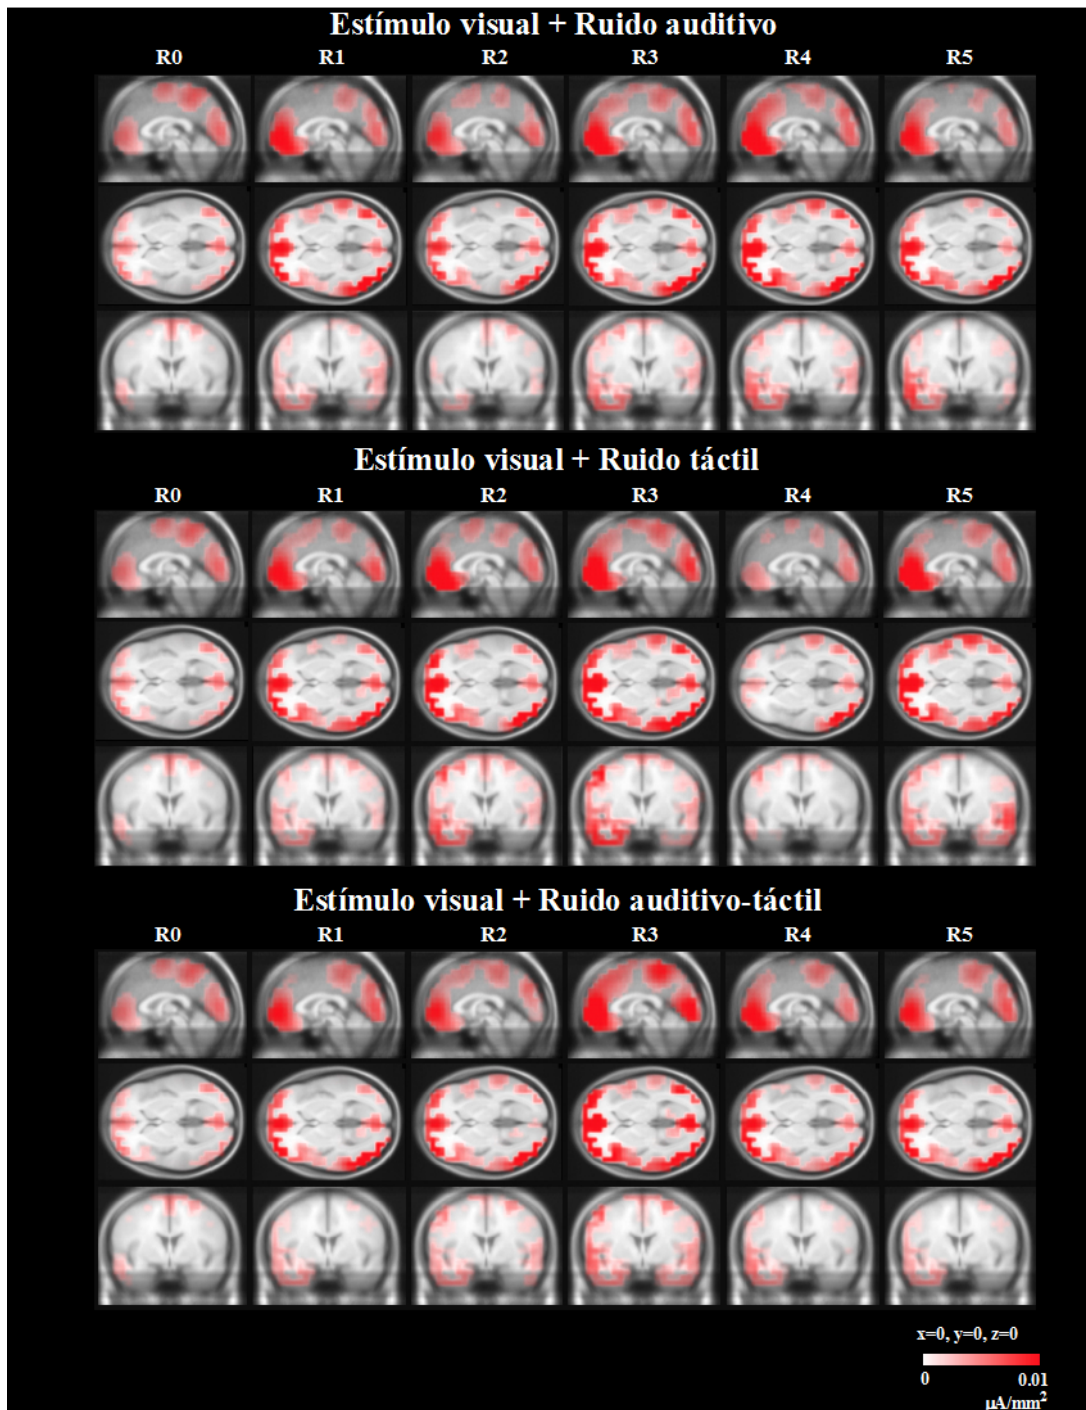 Estímulo visual + Ruido auditivo
R0 R1 R2 R3 R4 R5
Estímulo visual + Ruido táctil
R0 R1 R2 R3 R4 R5
Estímulo visual + Ruido auditivo-táctil
R0 R1 R2 R3 R4 R5
x=0, y=0, z=0
0 0.01
µA/mm²